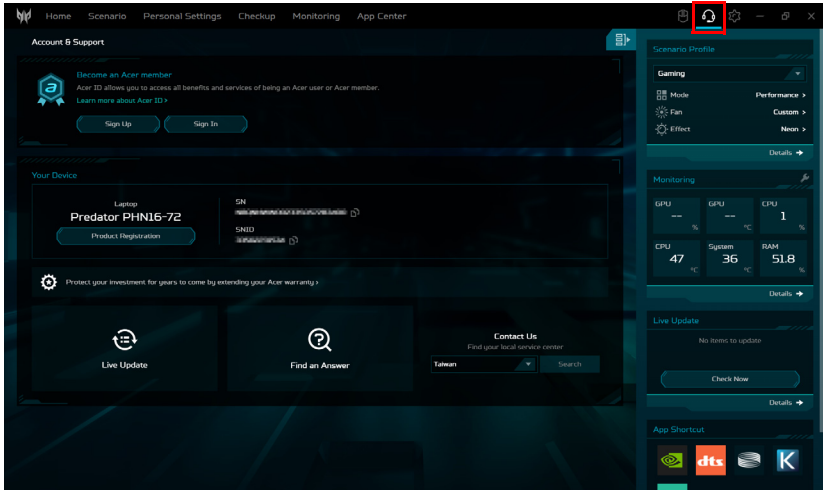 Home Scenario Personal Settings Checkup Monitoring App Center
Account & Support
Become an Acer member
Acer ID allows you to access all benefits and services of being an Acer user or Acer member.
Learn more about Acer ID >
Sign Up Sign In
Your Device
Laptop
Predator PHN16-72
Product Registration
SN
SNID
Protect your investment for years to come by extending your Acer warranty >
Live Update
Find an Answer
Contact Us
Find your local service center
Taiwan Search
Scenario Profile
Gaming
Mode Performance >
Fan Custom >
Effect Neon >
Details →
Monitoring
GPU GPU CPU
-- -- 1
% °C %
CPU System RAM
47 36 51.8
°C °C %
Details →
Live Update
No items to update
Check Now
Details →
App Shortcut
dts K